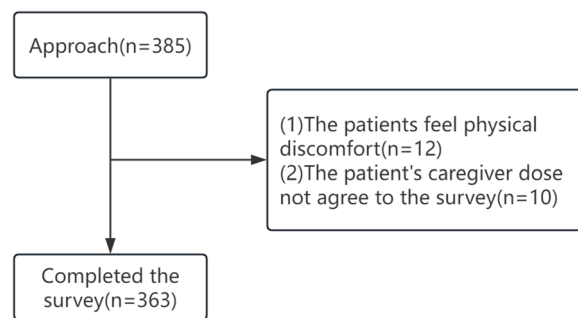 Approach(n=385)
(1)The patients feel physical
discomfort(n=12)
(2)The patient's caregiver dose
not agree to the survey(n=10)
Completed the
survey(n=363)